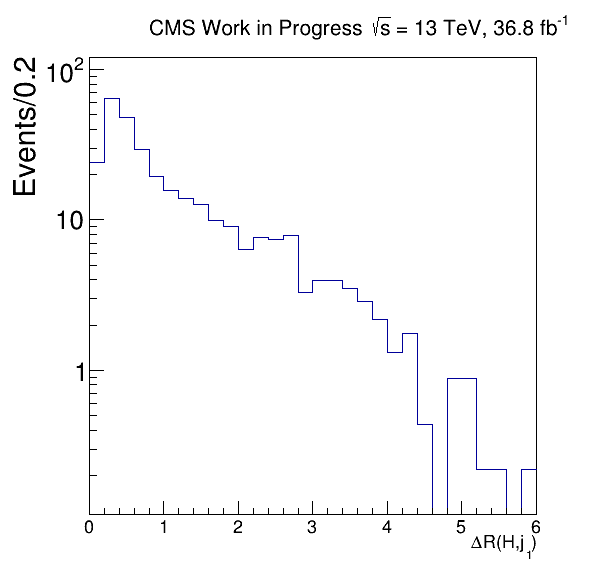 CMS Work in Progress √s = 13 TeV, 36.8 fb⁻¹
Events/0.2
10²
10
1
0 1 2 3 4 5 6
ΔR(H,j₁)